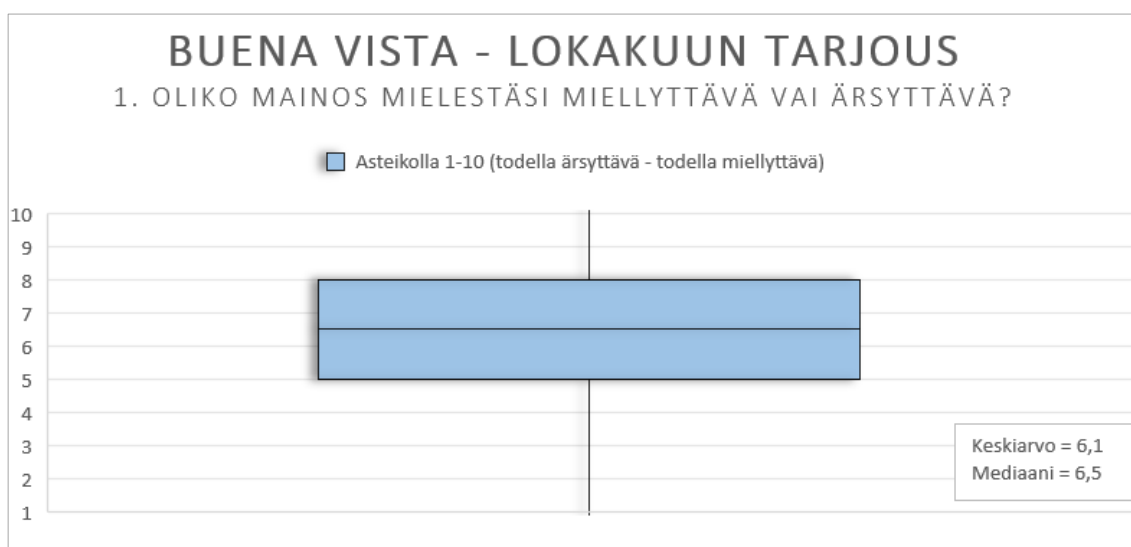 BUENA VISTA - LOKAKUUN TARJOUS
1. OLIKO MAINOS MIELESTÄSI MIELLYTTÄVÄ VAI ÄRSYTTÄVÄ?
Asteikolla 1-10 (todella ärsyttävä - todella miellyttävä)
10
9
8
7
6
5
4
3
2
1
Keskiarvo = 6,1
Mediaani = 6,5